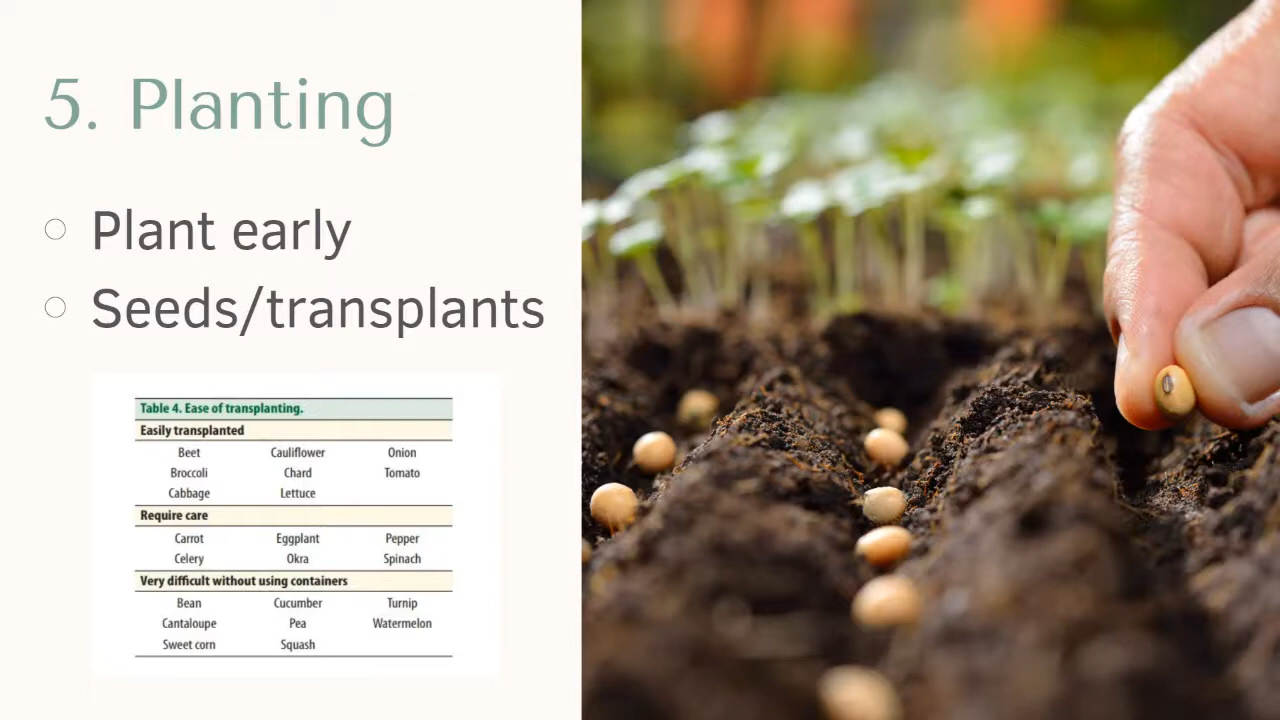 5. Planting
Plant early
Seeds/transplants
Table 4. Ease of transplanting.
Easily transplanted
Beet Cauliflower Onion
Broccoli Chard Tomato
Cabbage Lettuce
Require care
Carrot Eggplant Pepper
Celery Okra Spinach
Very difficult without using containers
Bean Cucumber Turnip
Cantaloupe Pea Watermelon
Sweet corn Squash